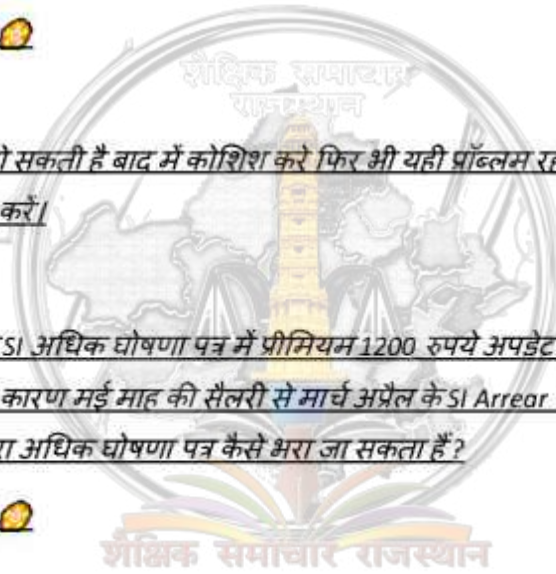 शैक्षिक समाचार
राजस्थान
सकती है बाद में कोशिश करे फिर भी यही प्रॉब्लम
करें।
SI अधिक घोषणा पत्र में प्रीमियम 1200 रुपये अपडेट
कारण मई माह की सैलरी से मार्च अप्रैल के SI Arrear
अधिक घोषणा पत्र कैसे भरा जा सकता हैं ?
शैक्षिक समाचार राजस्थान